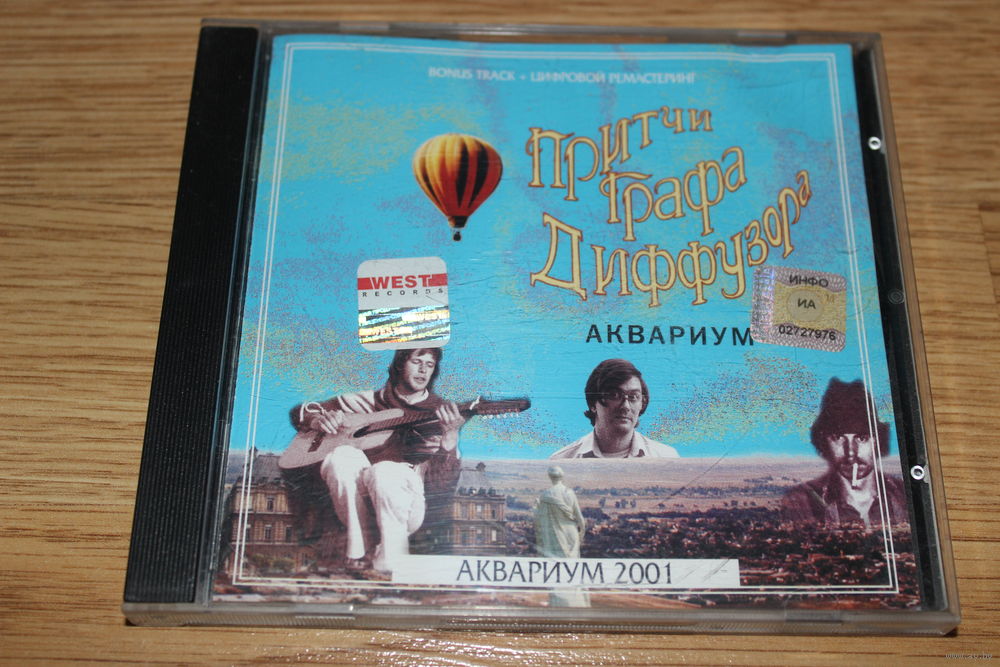 BONUS TRACK + ЦИФРОВОЙ РЕМАСТЕРИНГ
Притчи
Графа
Диффузора
WEST
RECORDS
ИНФО
ИА
02727976
АКВАРИУМ
АКВАРИУМ 2001